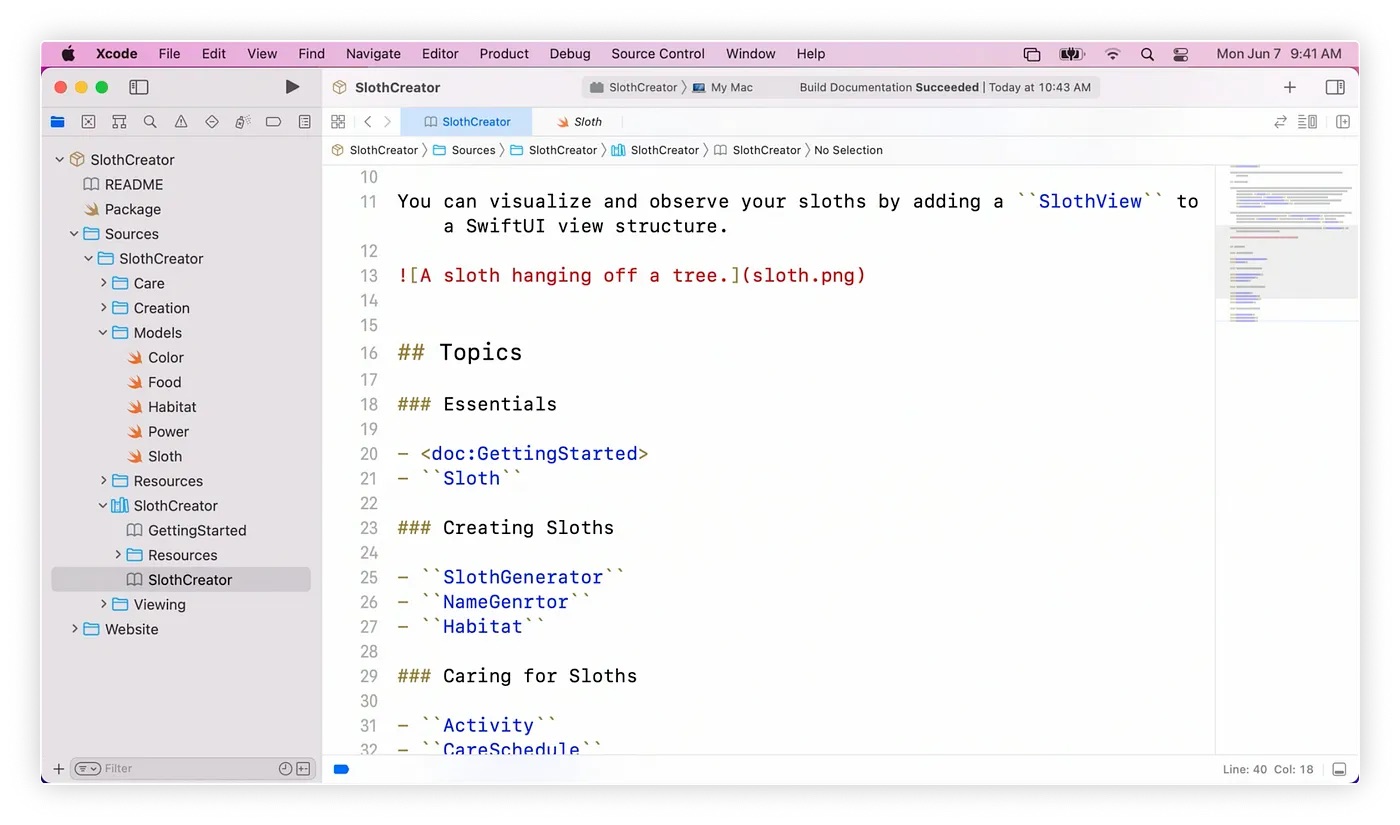 Xcode File Edit View Find Navigate Editor Product Debug Source Control Window Help Mon Jun 7 9:41 AM
SlothCreator SlothCreator 〉 My Mac Build Documentation Succeeded | Today at 10:43 AM
SlothCreator Sloth
SlothCreator 〉 Sources 〉 SlothCreator 〉 SlothCreator 〉 SlothCreator 〉 No Selection
SlothCreator
README
Package
Sources
SlothCreator
Care
Creation
Models
Color
Food
Habitat
Power
Sloth
Resources
SlothCreator
GettingStarted
Resources
SlothCreator
Viewing
Website
Filter
10
11 You can visualize and observe your sloths by adding a ``SlothView`` to
a SwiftUI view structure.
12
13 ![A sloth hanging off a tree.](sloth.png)
14
15
16 ## Topics
17
18 ### Essentials
19
20 - <doc:GettingStarted>
21 - ``Sloth``
22
23 ### Creating Sloths
24
25 - ``SlothGenerator``
26 - ``NameGenrtor``
27 - ``Habitat``
28
29 ### Caring for Sloths
30
31 - ``Activity``
32 - ``CareSchedule``
Line: 40 Col: 18